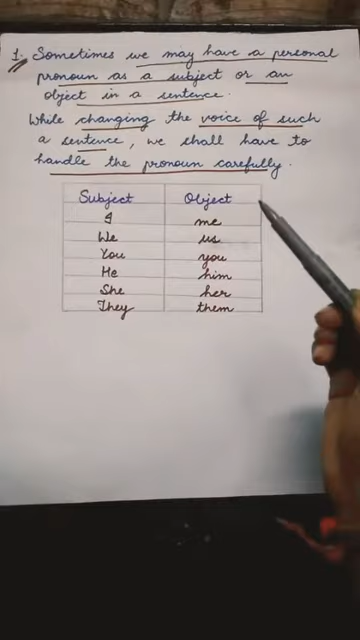 1. Sometimes we may have a personal
pronoun as a subject or an
object in a sentence.
While changing the voice of such
a sentence, we shall have to
handle the pronoun carefully.
Subject Object
I me
We us
You you
He him
She her
They them